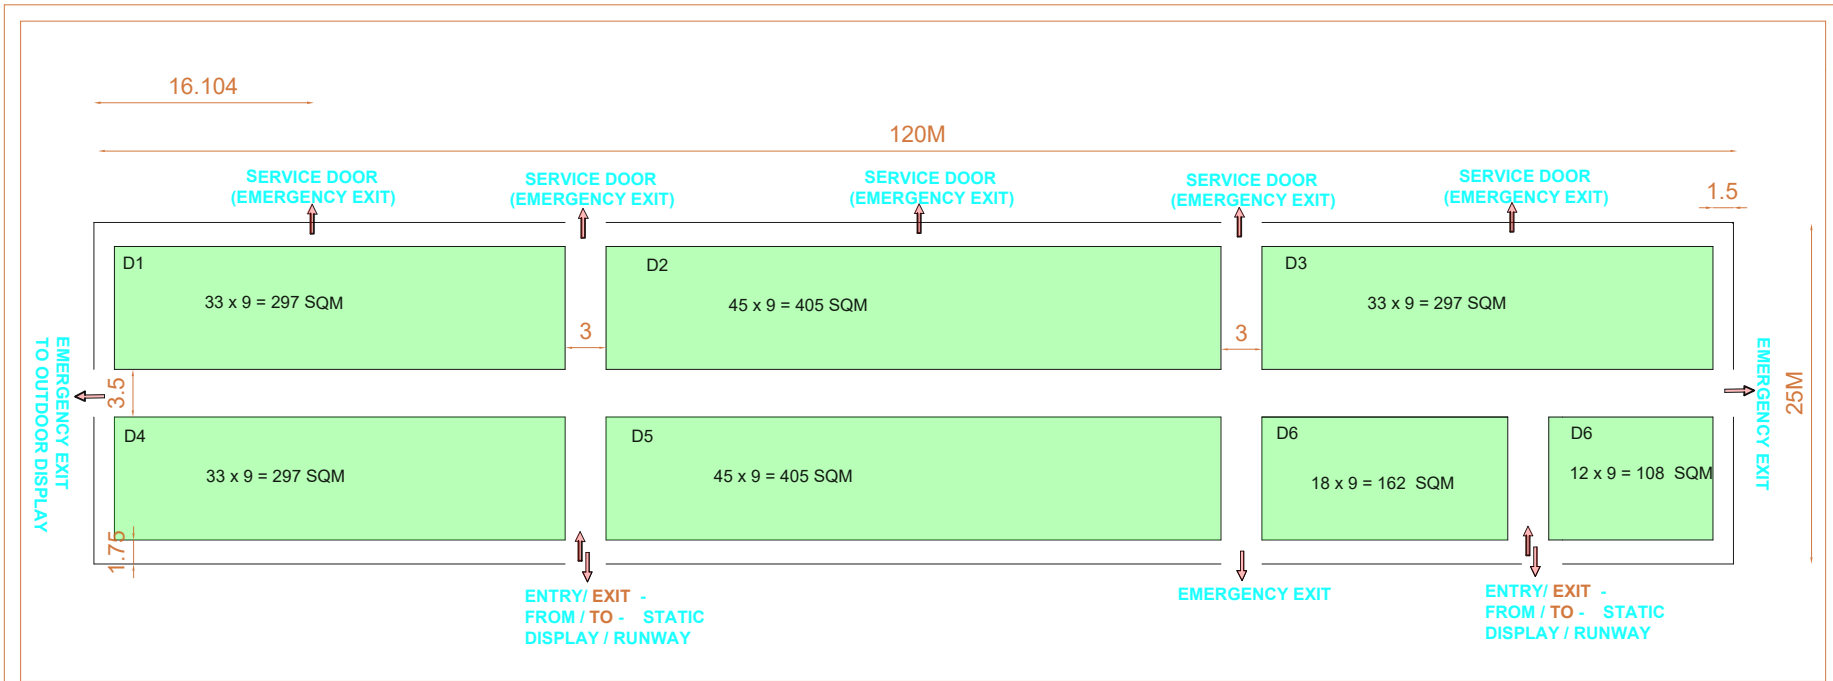 16.104
120M
SERVICE DOOR
(EMERGENCY EXIT)
SERVICE DOOR
(EMERGENCY EXIT)
SERVICE DOOR
(EMERGENCY EXIT)
SERVICE DOOR
(EMERGENCY EXIT)
SERVICE DOOR
(EMERGENCY EXIT)
1.5
D1
33 x 9 = 297 SQM
D2
45 x 9 = 405 SQM
D3
33 x 9 = 297 SQM
3
3
EMERGENCY EXIT
TO OUTDOOR DISPLAY
3.5
EMERGENCY EXIT
25M
D4
33 x 9 = 297 SQM
D5
45 x 9 = 405 SQM
D6
18 x 9 = 162 SQM
D6
12 x 9 = 108 SQM
1.75
ENTRY/ EXIT -
FROM / TO - STATIC
DISPLAY / RUNWAY
EMERGENCY EXIT
ENTRY/ EXIT -
FROM / TO - STATIC
DISPLAY / RUNWAY